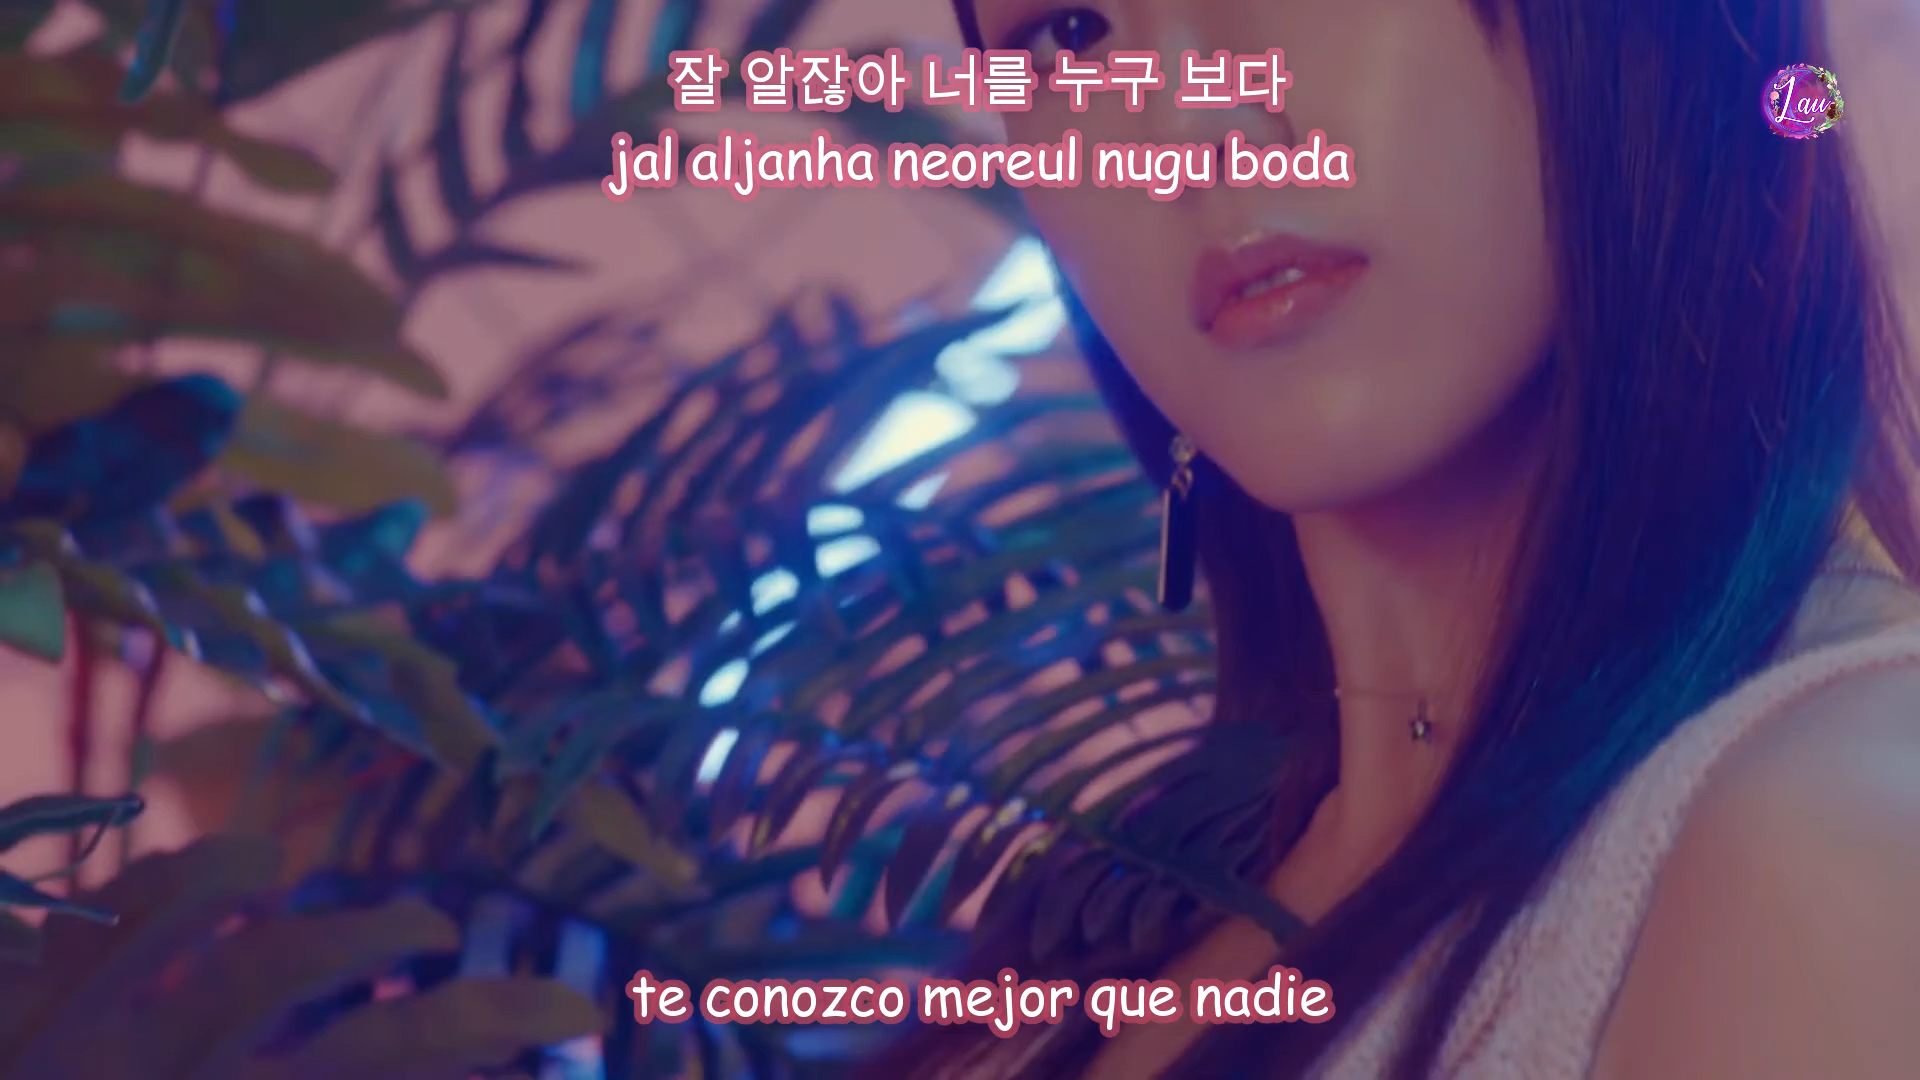 잘 알잖아 너를 누구 보다
Lau
jal aljanha neoreul nugu boda
te conozco mejor que nadie